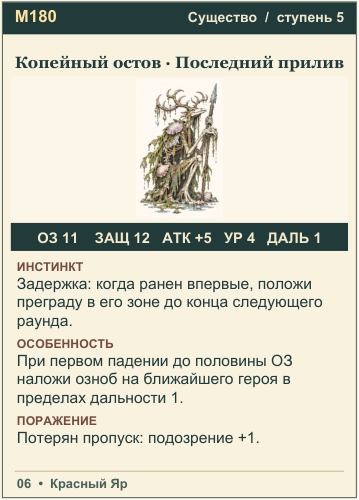 M180
Существо / ступень 5
Копейный остов · Последний прилив
ОЗ 11 ЗАЩ 12 АТК +5 УР 4 ДАЛЬ 1
ИНСТИНКТ
Задержка: когда ранен впервые, положи
преграду в его зоне до конца следующего
раунда.
ОСОБЕННОСТЬ
При первом падении до половины ОЗ
наложи озноб на ближайшего героя в
пределах дальности 1.
ПОРАЖЕНИЕ
Потерян пропуск: подозрение +1.
06 • Красный Яр